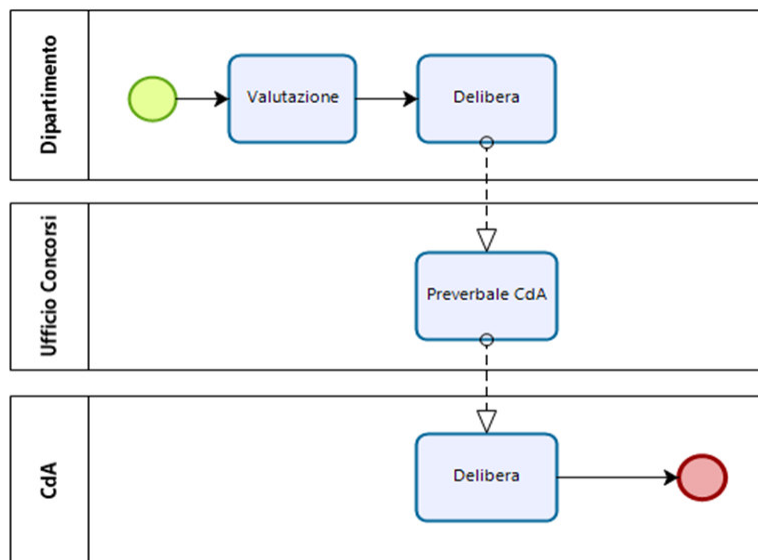 Dipartimento
Valutazione
Delibera
Ufficio Concorsi
Preverbale CdA
CdA
Delibera